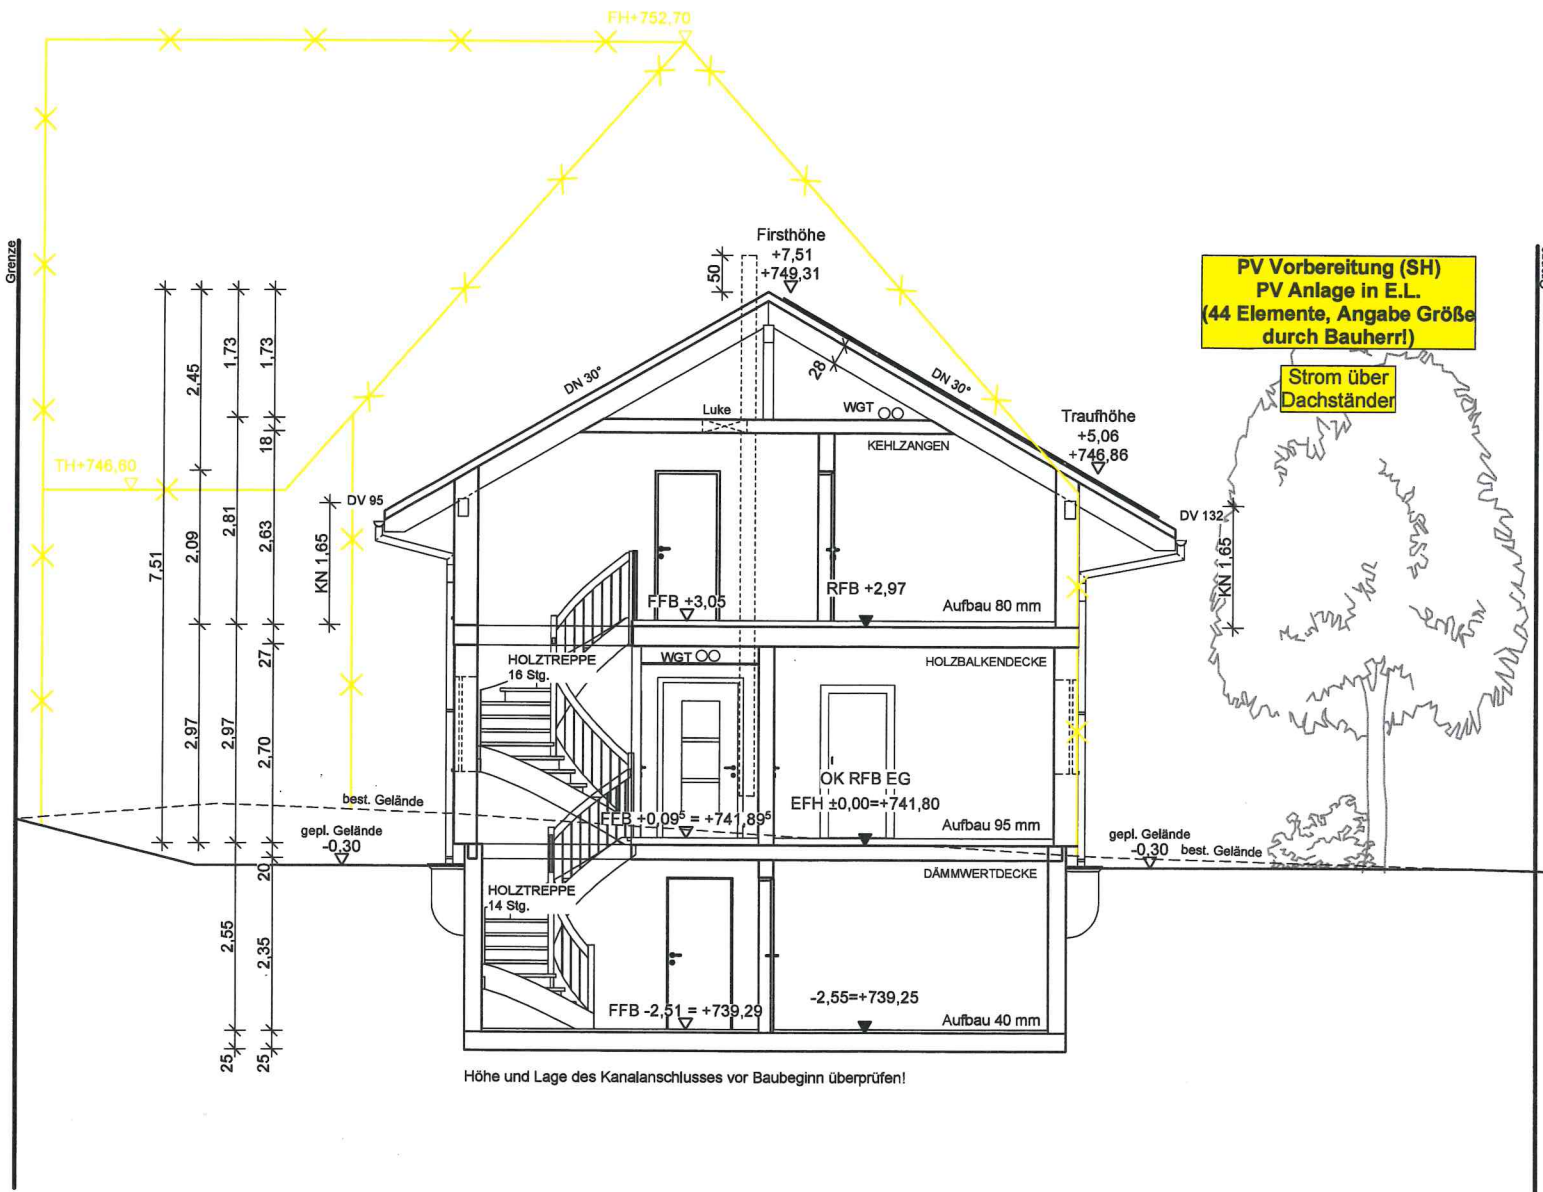 FH+752,70
Grenze
Firsthöhe
+7,51
+749,31
50
PV Vorbereitung (SH)
PV Anlage in E.L.
(44 Elemente, Angabe Größe
durch Bauherr!)
Strom über
Dachständer
DN 30°
28
DN 30°
Luke
WGT
KEHLZANGEN
Traufhöhe
+5,06
+746,86
TH+746,60
DV 95
DV 132
7,51
2,45
2,09
2,97
1,73
2,81
2,97
2,55
25
1,73
18
2,63
27
2,70
20
2,35
25
KN 1,65
KN 1,65
FFB +3,05
RFB +2,97
Aufbau 80 mm
HOLZTREPPE
16 Stg.
WGT
HOLZBALKENDECKE
OK RFB EG
EFH ±0,00=+741,80
FFB +0,09⁵ = +741,89⁵
Aufbau 95 mm
best. Gelände
gepl. Gelände
-0,30
gepl. Gelände
-0,30
best. Gelände
DÄMMWERTDECKE
HOLZTREPPE
14 Stg.
FFB -2,51 = +739,29
-2,55=+739,25
Aufbau 40 mm
Höhe und Lage des Kanalanschlusses vor Baubeginn überprüfen!